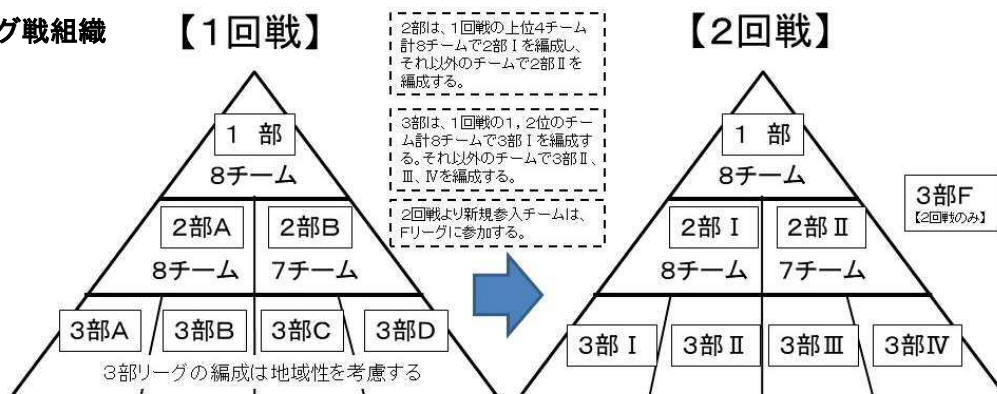 グ戦組織
【1回戦】
2部は、1回戦の上位4チーム
計8チームで2部Ⅰを編成し、
それ以外のチームで2部Ⅱを
編成する。
3部は、1回戦の1，2位のチー
ム計8チームで3部Ⅰを編成す
る。それ以外のチームで3部Ⅱ、
Ⅲ、Ⅳを編成する。
2回戦より新規参入チームは、
Fリーグに参加する。
1　部
8チーム
2部A
2部B
8チーム
7チーム
3部A
3部B
3部C
3部D
3部リーグの編成は地域性を考慮する
【2回戦】
1　部
8チーム
2部Ⅰ
2部Ⅱ
8チーム
7チーム
3部Ⅰ
3部Ⅱ
3部Ⅲ
3部Ⅳ
3部F
【2回戦のみ】